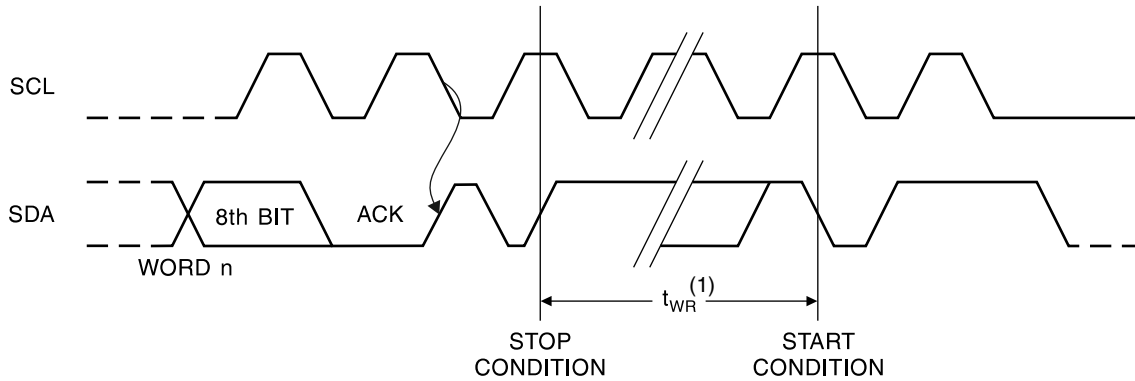 SCL
SDA
8th BIT
ACK
WORD n
tWR(1)
STOP
CONDITION
START
CONDITION